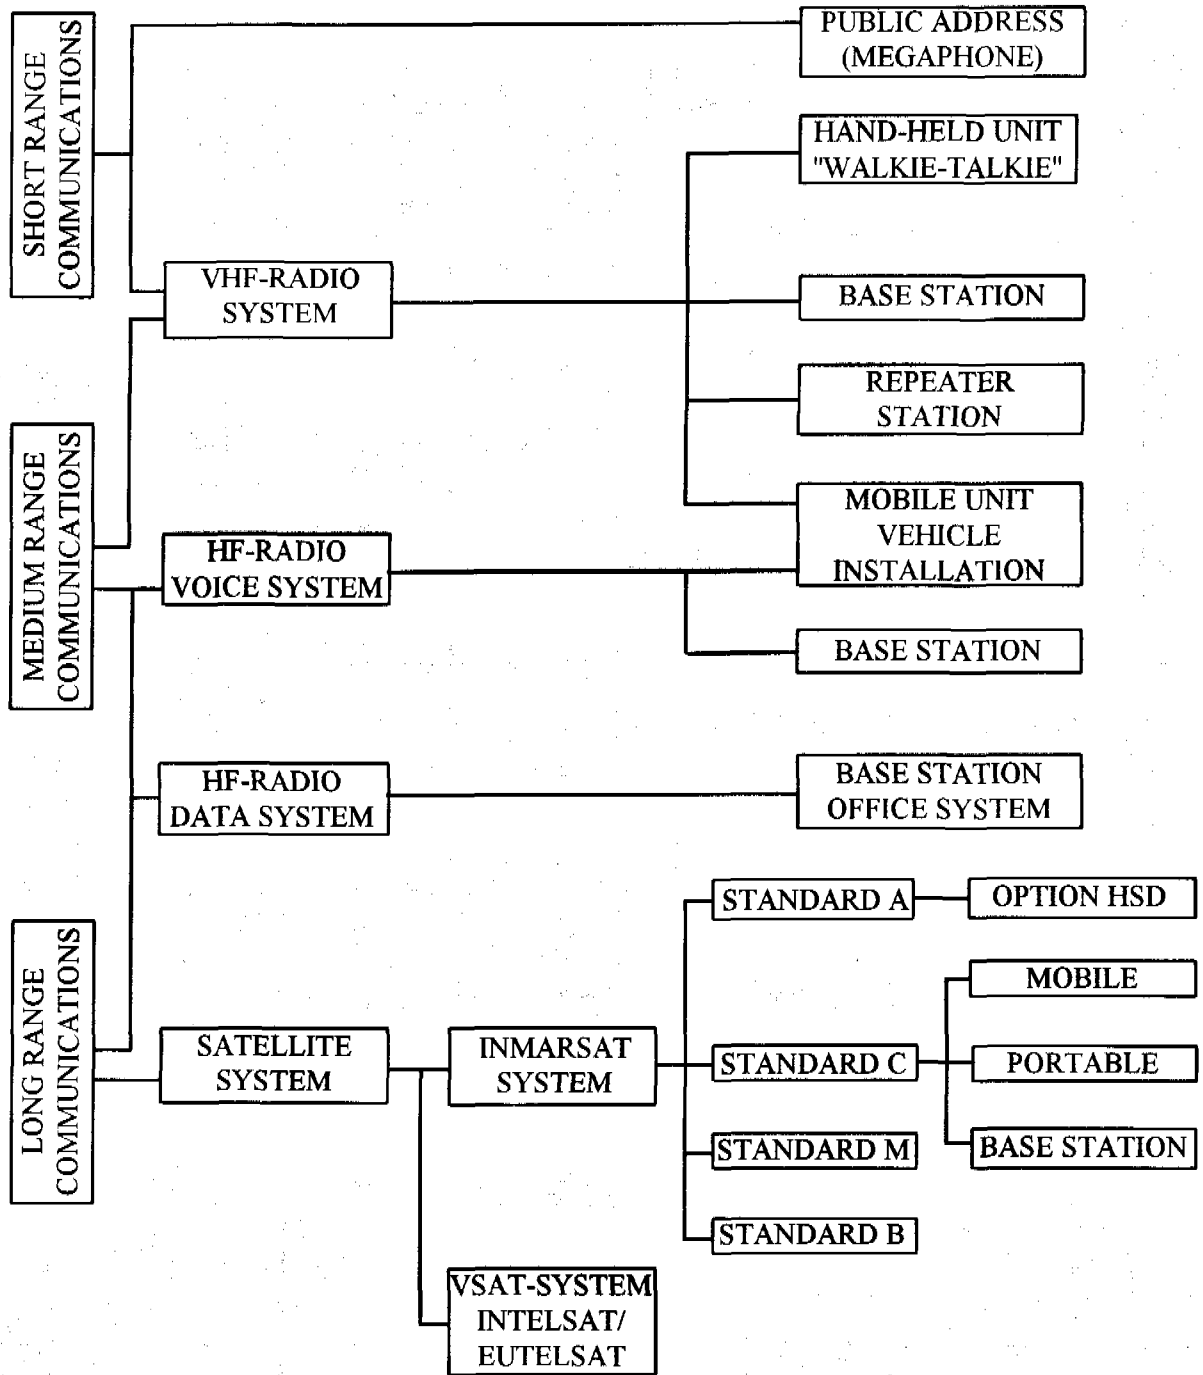 SHORT RANGE
COMMUNICATIONS
PUBLIC ADDRESS
(MEGAPHONE)
HAND-HELD UNIT
"WALKIE-TALKIE"
VHF-RADIO
SYSTEM
BASE STATION
REPEATER
STATION
MEDIUM RANGE
COMMUNICATIONS
MOBILE UNIT
VEHICLE
INSTALLATION
HF-RADIO
VOICE SYSTEM
BASE STATION
HF-RADIO
DATA SYSTEM
BASE STATION
OFFICE SYSTEM
LONG RANGE
COMMUNICATIONS
STANDARD A
OPTION HSD
MOBILE
SATELLITE
SYSTEM
INMARSAT
SYSTEM
STANDARD C
PORTABLE
STANDARD M
BASE STATION
STANDARD B
VSAT-SYSTEM
INTELSAT/
EUTELSAT